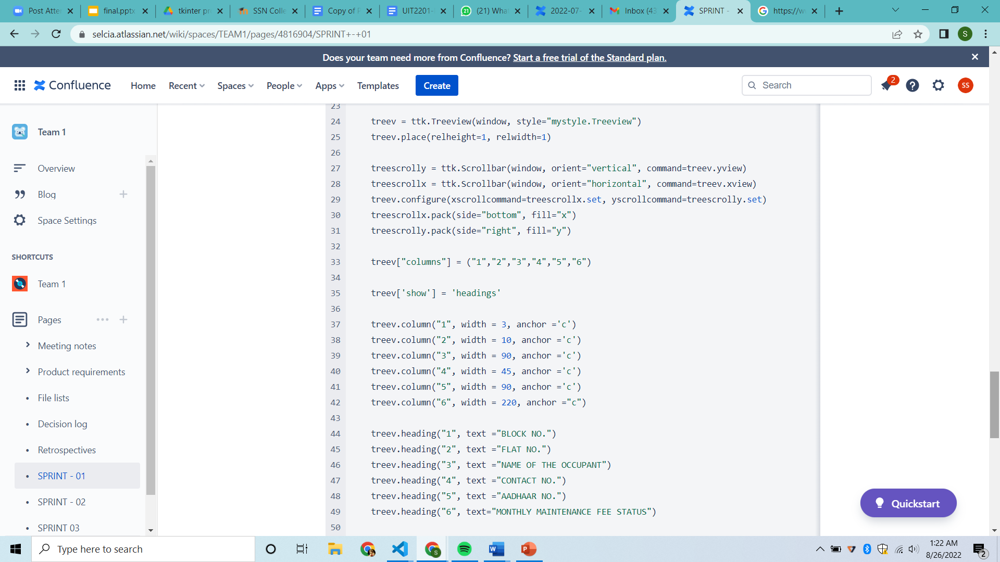 Post Atte
final.pptx
tkinter pr
SSN Colle
Copy of P
UIT2201-
(21) Wha
2022-07-
Inbox (43
SPRINT -
https://w
selcia.atlassian.net/wiki/spaces/TEAM1/pages/4816904/SPRINT+-+01
S
Does your team need more from Confluence? Start a free trial of the Standard plan.
Confluence
Home
Recent
Spaces
People
Apps
Templates
Create
Search
2
SS
Team 1
Overview
Blog
Space Settings
SHORTCUTS
Team 1
Pages
Meeting notes
Product requirements
File lists
Decision log
Retrospectives
SPRINT - 01
SPRINT - 02
SPRINT 03
23
24 treev = ttk.Treeview(window, style="mystyle.Treeview")
25 treev.place(relheight=1, relwidth=1)
26
27 treescrolly = ttk.Scrollbar(window, orient="vertical", command=treev.yview)
28 treescrollx = ttk.Scrollbar(window, orient="horizontal", command=treev.xview)
29 treev.configure(xscrollcommand=treescrollx.set, yscrollcommand=treescrolly.set)
30 treescrollx.pack(side="bottom", fill="x")
31 treescrolly.pack(side="right", fill="y")
32
33 treev["columns"] = ("1","2","3","4","5","6")
34
35 treev['show'] = 'headings'
36
37 treev.column("1", width = 3, anchor ='c')
38 treev.column("2", width = 10, anchor ='c')
39 treev.column("3", width = 90, anchor ='c')
40 treev.column("4", width = 45, anchor ='c')
41 treev.column("5", width = 90, anchor ='c')
42 treev.column("6", width = 220, anchor ="c")
43
44 treev.heading("1", text ="BLOCK NO.")
45 treev.heading("2", text ="FLAT NO.")
46 treev.heading("3", text ="NAME OF THE OCCUPANT")
47 treev.heading("4", text ="CONTACT NO.")
48 treev.heading("5", text ="AADHAAR NO.")
49 treev.heading("6", text="MONTHLY MAINTENANCE FEE STATUS")
50
Quickstart
Type here to search
1:22 AM
8/26/2022
2